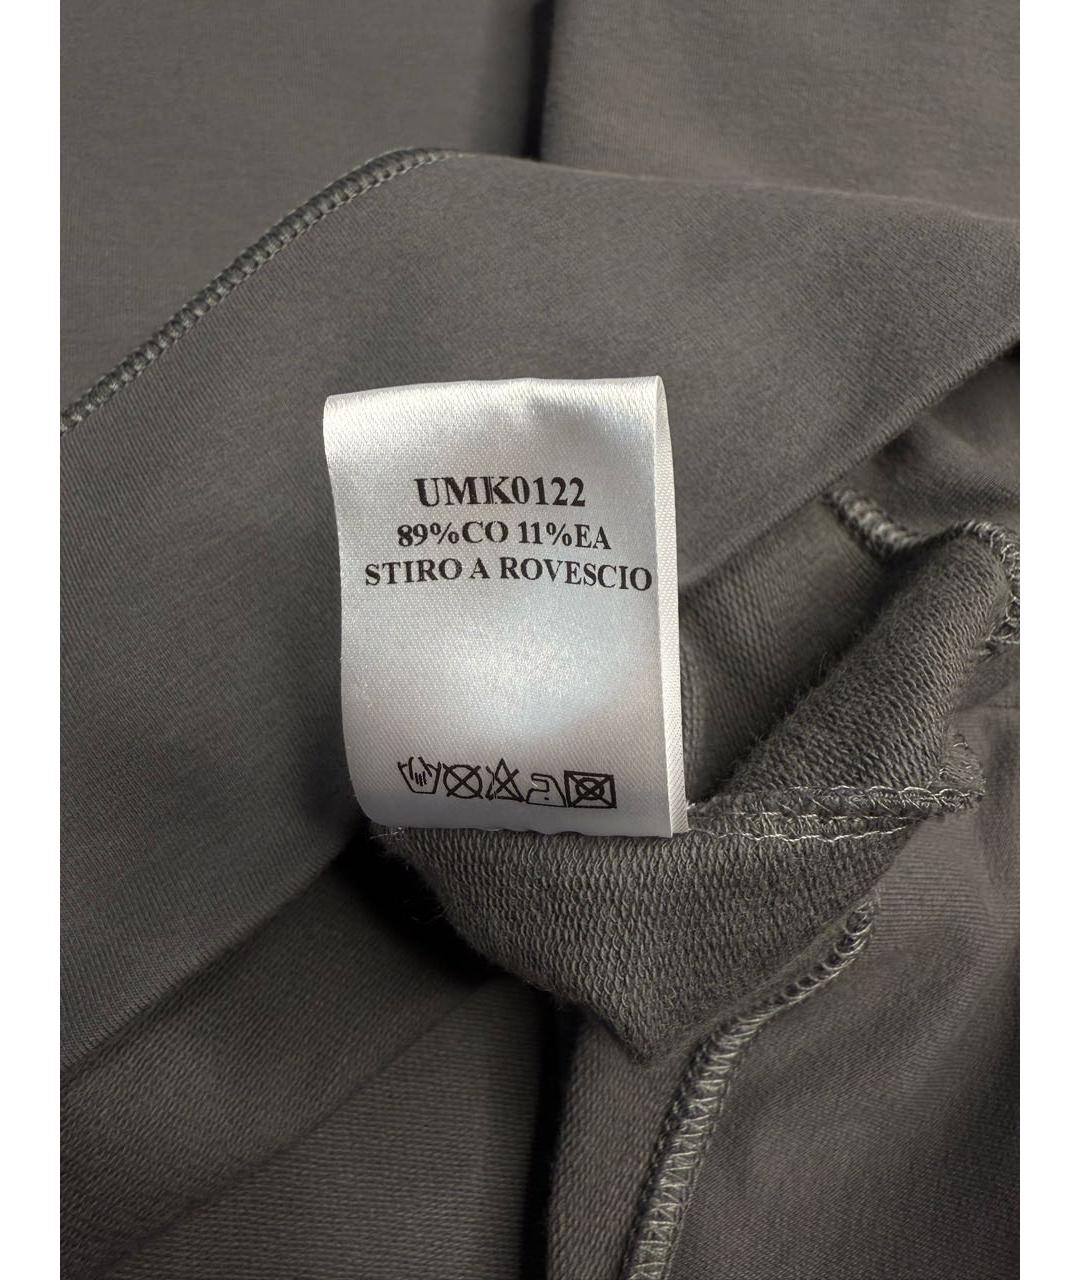 UMK0122
89%CO 11%EA
STIRO A ROVESCIO